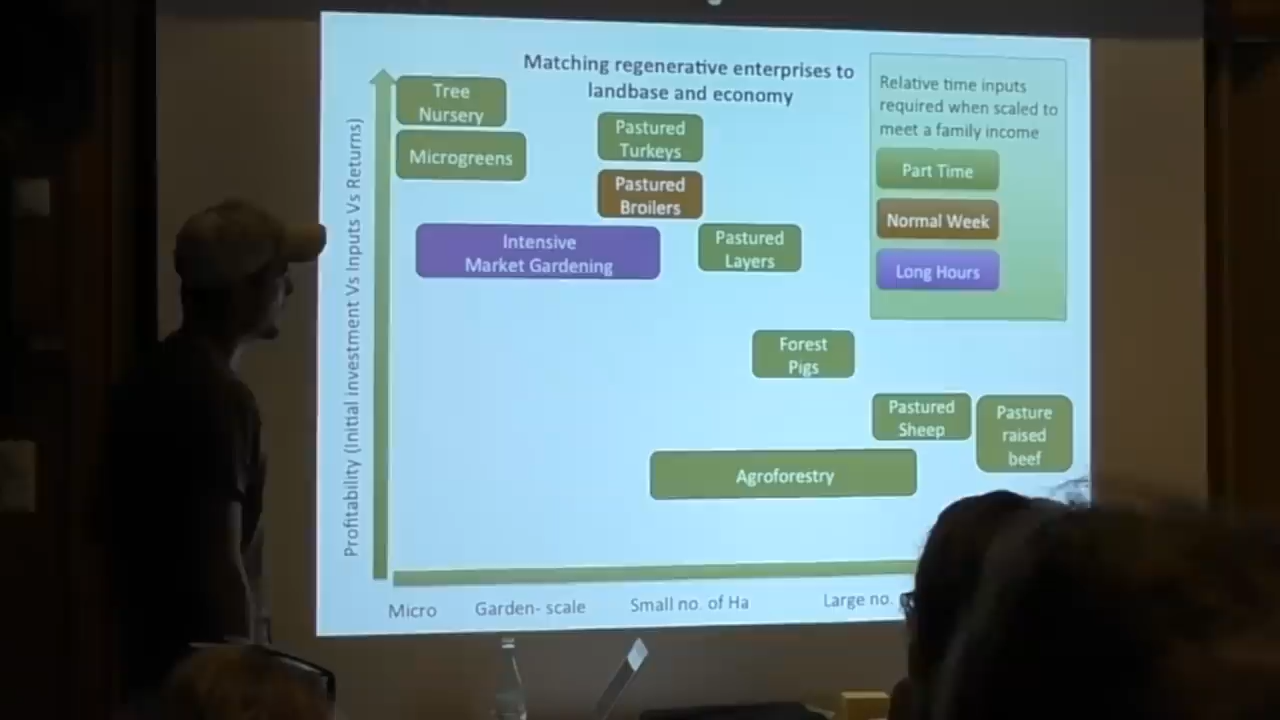 Matching regenerative enterprises to
landbase and economy
Relative time inputs
required when scaled to
meet a family income
Part Time
Normal Week
Long Hours
Profitability (Initial investment Vs Inputs Vs Returns)
Tree
Nursery
Microgreens
Pastured
Turkeys
Pastured
Broilers
Intensive
Market Gardening
Pastured
Layers
Forest
Pigs
Pastured
Sheep
Pasture
raised
beef
Agroforestry
Micro
Garden- scale
Small no. of Ha
Large no.